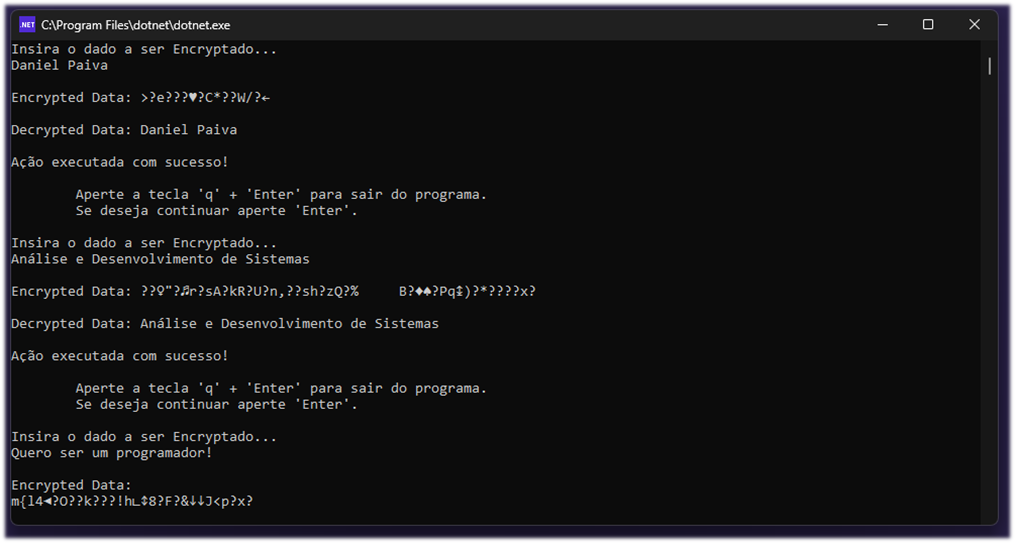 .NET C:\Program Files\dotnet\dotnet.exe
Insira o dado a ser Encryptado...
Daniel Paiva
Encrypted Data: >?e???♥?C*??W/?←
Decrypted Data: Daniel Paiva
Ação executada com sucesso!
Aperte a tecla 'q' + 'Enter' para sair do programa.
Se deseja continuar aperte 'Enter'.
Insira o dado a ser Encryptado...
Análise e Desenvolvimento de Sistemas
Encrypted Data: ??♀"?♬r?sA?kR?U?n,??sh?zQ?%     B?♦♠?Pq↨)?*????x?
Decrypted Data: Análise e Desenvolvimento de Sistemas
Ação executada com sucesso!
Aperte a tecla 'q' + 'Enter' para sair do programa.
Se deseja continuar aperte 'Enter'.
Insira o dado a ser Encryptado...
Quero ser um programador!
Encrypted Data:
m{l4◄?O??k???!h∟↕8?F?&↓↓J<p?x?